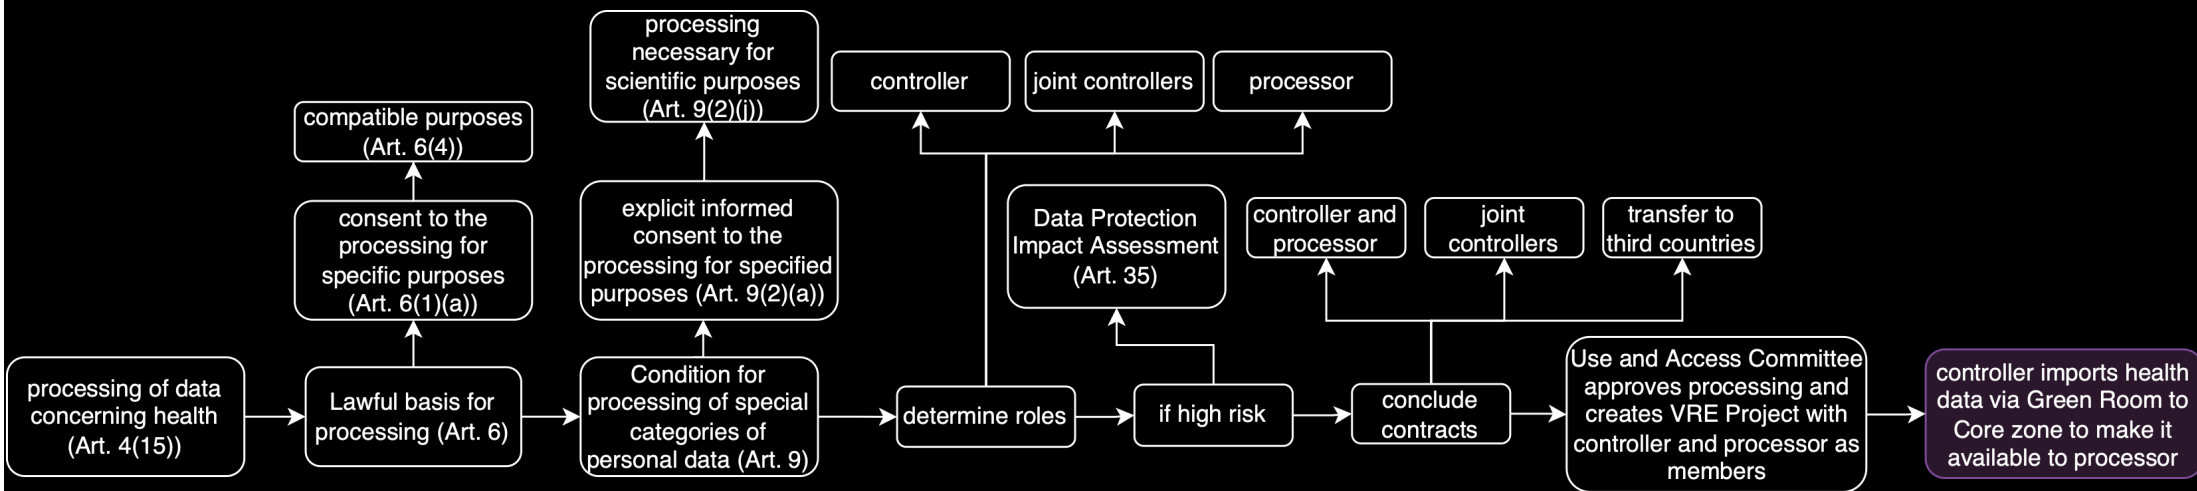 processing
necessary for
scientific purposes
(Art. 9(2)(j))
controller
joint controllers
processor
compatible purposes
(Art. 6(4))
consent to the
processing for
specific purposes
(Art. 6(1)(a))
explicit informed
consent to the
processing for specified
purposes (Art. 9(2)(a))
Data Protection
Impact Assessment
(Art. 35)
controller and
processor
joint
controllers
transfer to
third countries
processing of data
concerning health
(Art. 4(15))
Lawful basis for
processing (Art. 6)
Condition for
processing of special
categories of
personal data (Art. 9)
determine roles
if high risk
conclude
contracts
Use and Access Committee
approves processing and
creates VRE Project with
controller and processor as
members
controller imports health
data via Green Room to
Core zone to make it
available to processor